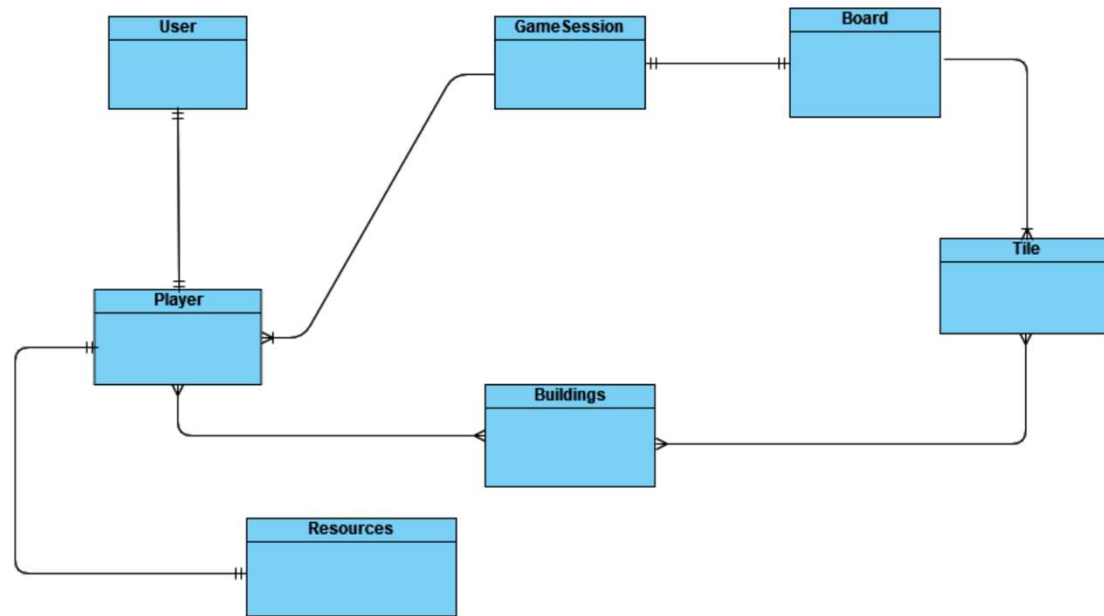 User
GameSession
Board
Tile
Player
Buildings
Resources